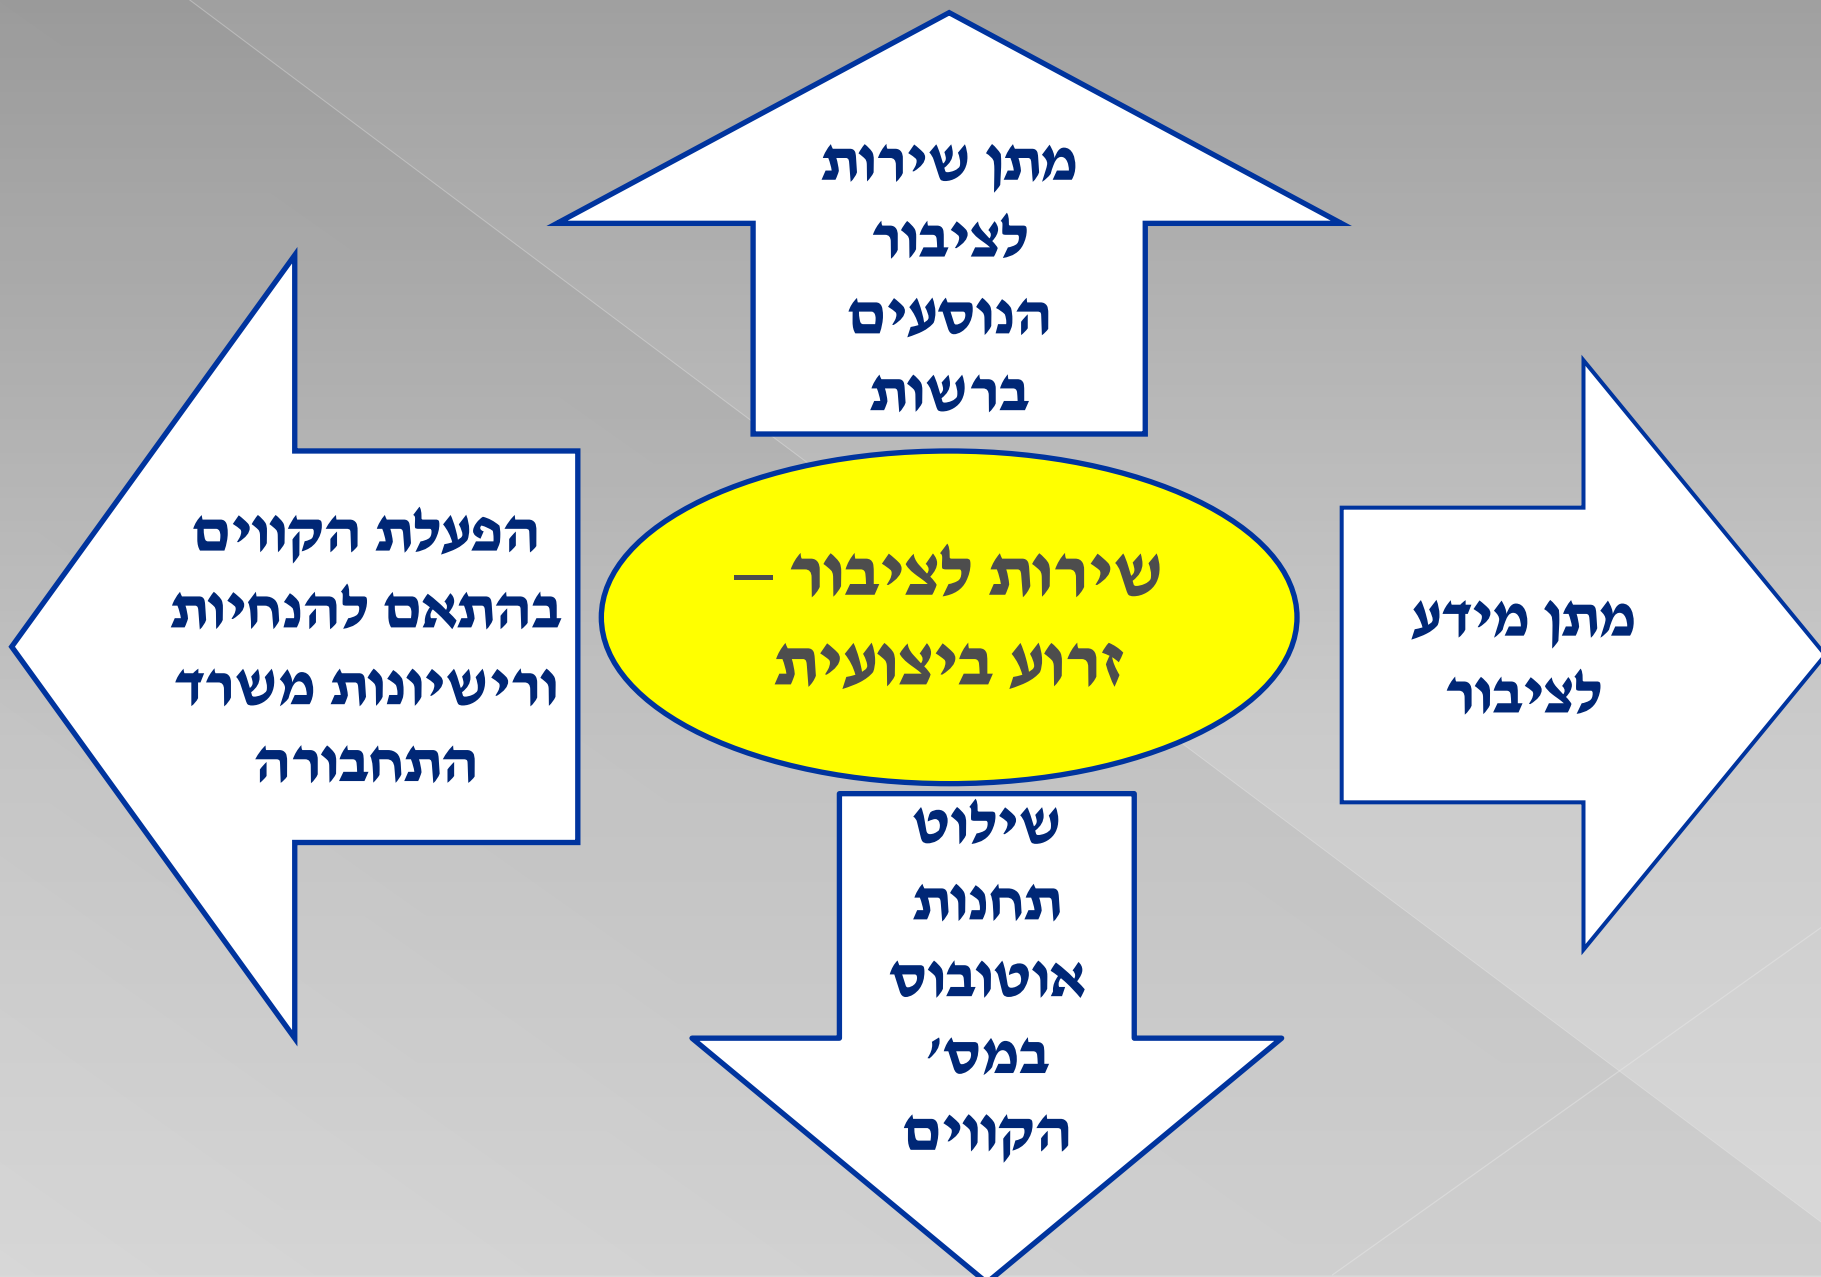 מתן שירות
לציבור
הנוסעים
ברשות
שירות לציבור –
זרוע ביצועית
מתן מידע
לציבור
הפעלת הקווים
בהתאם להנחיות
ורישיונות משרד
התחבורה
שילוט
תחנות
אוטובוס
במס'
הקווים